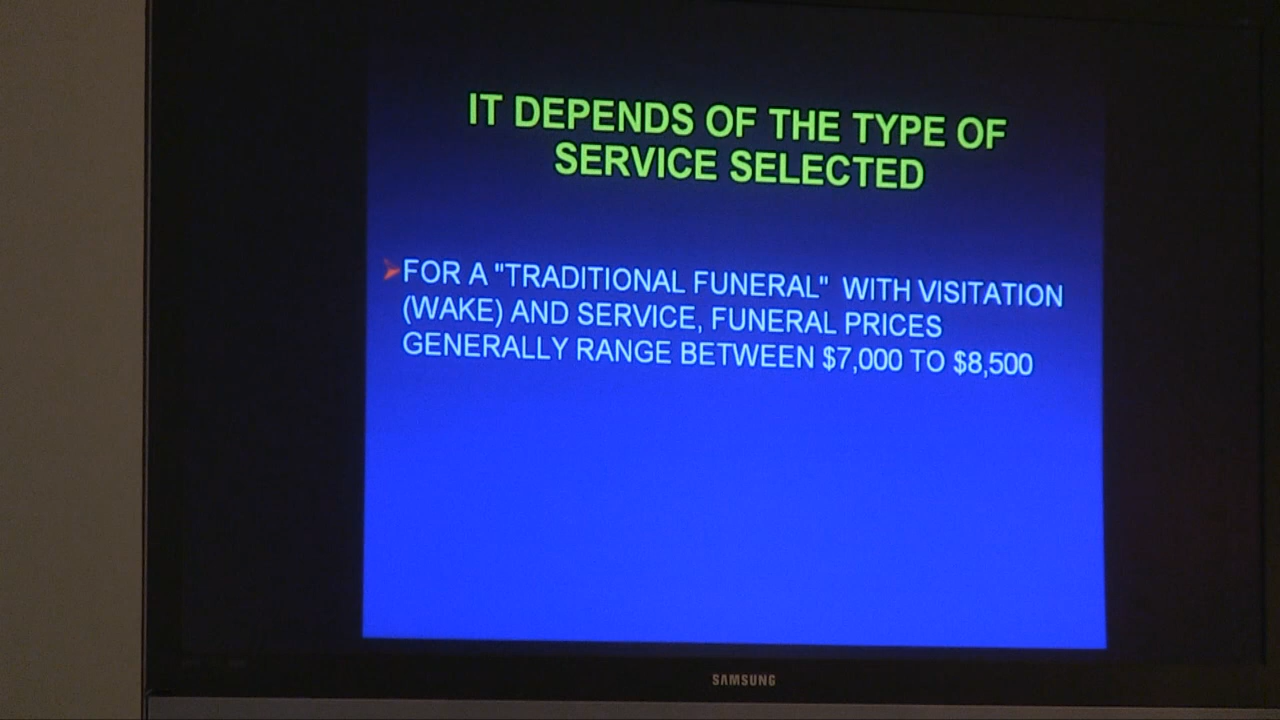 IT DEPENDS OF THE TYPE OF
SERVICE SELECTED
FOR A "TRADITIONAL FUNERAL" WITH VISITATION
(WAKE) AND SERVICE, FUNERAL PRICES
GENERALLY RANGE BETWEEN $7,000 TO $8,500
SAMSUNG